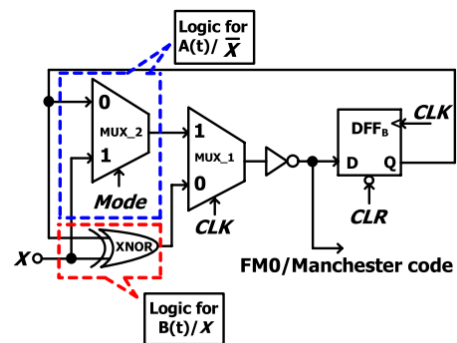 Logic for
A(t)/ X̅
0
MUX_2
1
Mode
1
MUX_1
0
CLK
DFF_B
CLK
D
Q
CLR
X
XNOR
FM0/Manchester code
Logic for
B(t)/X